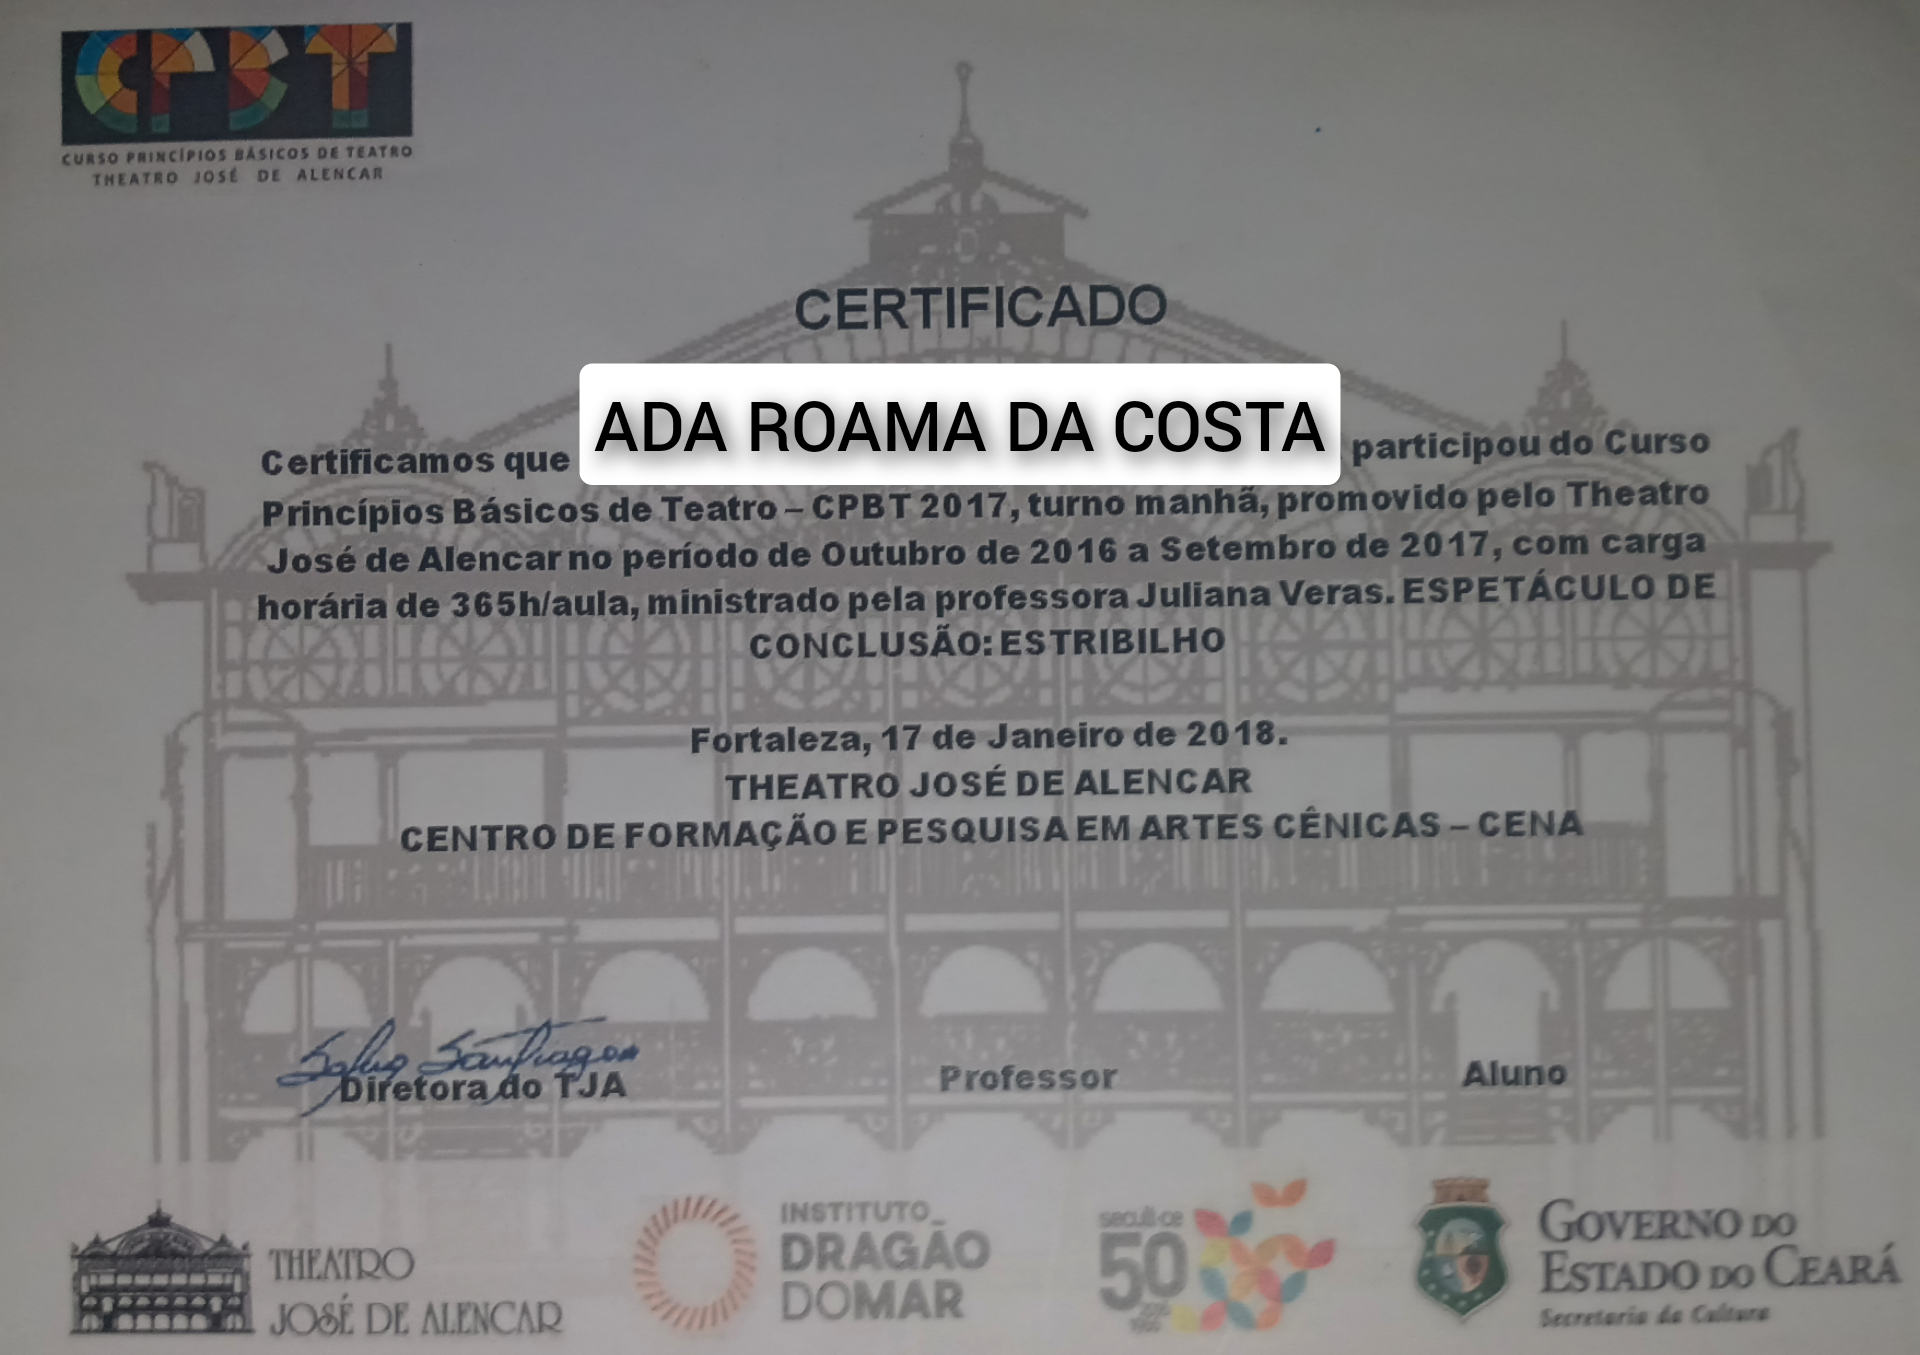 CPBT
CURSO PRINCÍPIOS BÁSICOS DE TEATRO
THEATRO JOSÉ DE ALENCAR
CERTIFICADO
Certificamos que ADA ROAMA DA COSTA participou do Curso
Princípios Básicos de Teatro – CPBT 2017, turno manhã, promovido pelo Theatro
José de Alencar no período de Outubro de 2016 a Setembro de 2017, com carga
horária de 365h/aula, ministrado pela professora Juliana Veras. ESPETÁCULO DE
CONCLUSÃO: ESTRIBILHO
Fortaleza, 17 de Janeiro de 2018.
THEATRO JOSÉ DE ALENCAR
CENTRO DE FORMAÇÃO E PESQUISA EM ARTES CÊNICAS – CENA
Diretora do TJA
Professor
Aluno
THEATRO
JOSÉ DE ALENCAR
INSTITUTO
DRAGÃO
DOMAR
secult-ce
50
GOVERNO DO
ESTADO DO CEARÁ
Secretaria da Cultura